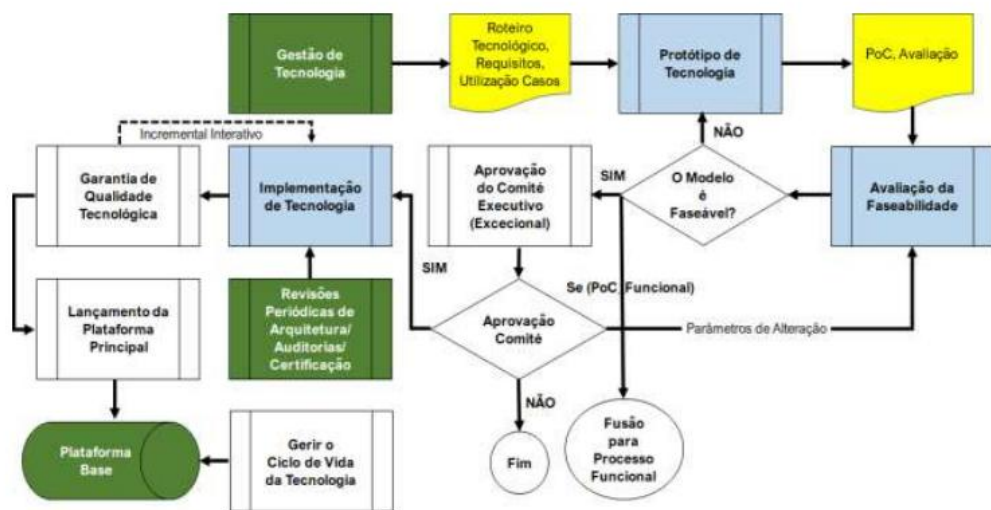 Gestão de
Tecnologia
Roteiro
Tecnológico,
Requisitos,
Utilização Casos
Protótipo de
Tecnologia
PoC, Avaliação
Incremental Interativo
NÃO
Garantia de
Qualidade
Tecnológica
Implementação
de Tecnologia
Aprovação
do Comité
Executivo
(Excecional)
SIM
O Modelo
é
Faseável?
Avaliação da
Faseabilidade
SIM
Lançamento da
Plataforma
Principal
Revisões
Periódicas de
Arquitetura/
Auditorias/
Certificação
Aprovação
Comité
Se (PoC, Funcional)
Parâmetros de Alteração
NÃO
Plataforma
Base
Gerir o
Ciclo de Vida
da Tecnologia
Fim
Fusão
para
Processo
Funcional